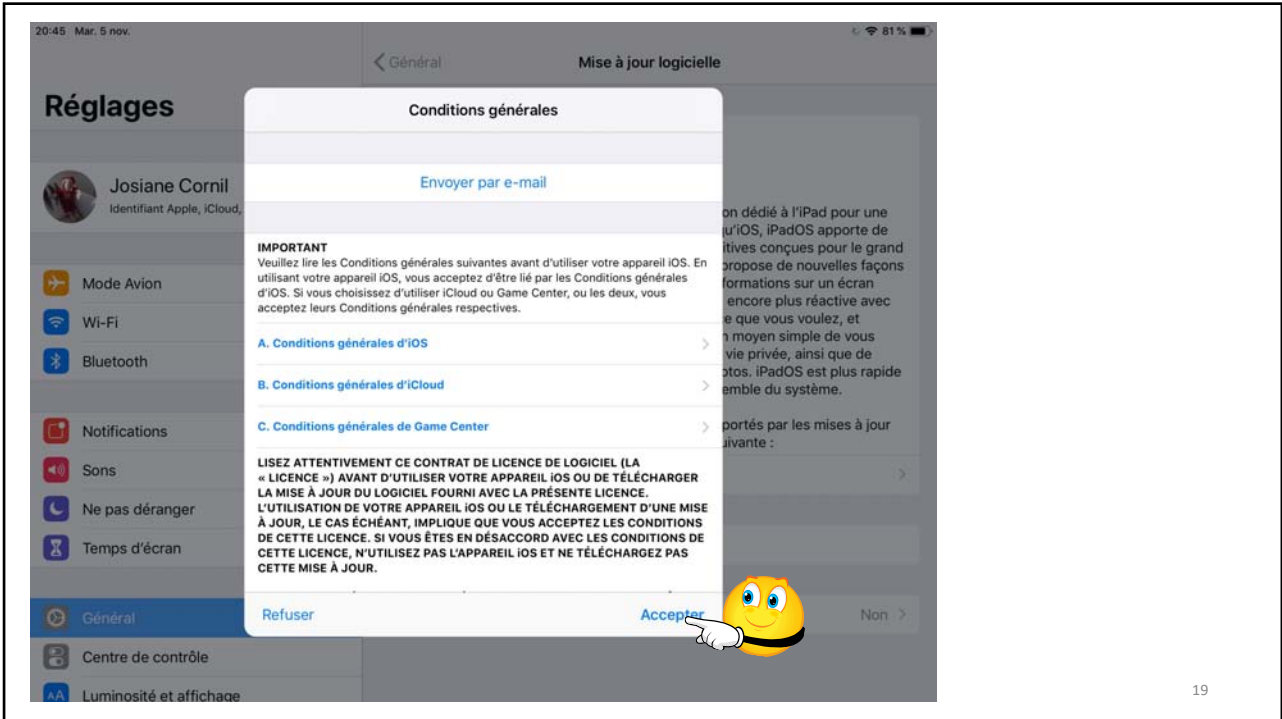 20:45 Mar. 5 nov.
81 %
Général
Mise à jour logicielle
Réglages
Josiane Cornil
Identifiant Apple, iCloud,
Mode Avion
Wi-Fi
Bluetooth
Notifications
Sons
Ne pas déranger
Temps d'écran
Général
Centre de contrôle
AA Luminosité et affichage
Conditions générales
Envoyer par e-mail
IMPORTANT
Veuillez lire les Conditions générales suivantes avant d'utiliser votre appareil iOS. En
utilisant votre appareil iOS, vous acceptez d'être lié par les Conditions générales
d'iOS. Si vous choisissez d'utiliser iCloud ou Game Center, ou les deux, vous
acceptez leurs Conditions générales respectives.
A. Conditions générales d'iOS
B. Conditions générales d'iCloud
C. Conditions générales de Game Center
LISEZ ATTENTIVEMENT CE CONTRAT DE LICENCE DE LOGICIEL (LA
« LICENCE ») AVANT D'UTILISER VOTRE APPAREIL iOS OU DE TÉLÉCHARGER
LA MISE À JOUR DU LOGICIEL FOURNI AVEC LA PRÉSENTE LICENCE.
L'UTILISATION DE VOTRE APPAREIL iOS OU LE TÉLÉCHARGEMENT D'UNE MISE
À JOUR, LE CAS ÉCHÉANT, IMPLIQUE QUE VOUS ACCEPTEZ LES CONDITIONS
DE CETTE LICENCE. SI VOUS ÊTES EN DÉSACCORD AVEC LES CONDITIONS DE
CETTE LICENCE, N'UTILISEZ PAS L'APPAREIL iOS ET NE TÉLÉCHARGEZ PAS
CETTE MISE À JOUR.
Refuser
Accepter
on dédié à l'iPad pour une
qu'iOS, iPadOS apporte de
itives conçues pour le grand
propose de nouvelles façons
formations sur un écran
encore plus réactive avec
e que vous voulez, et
n moyen simple de vous
vie privée, ainsi que de
otos. iPadOS est plus rapide
emble du système.
portés par les mises à jour
uivante :
Non
19